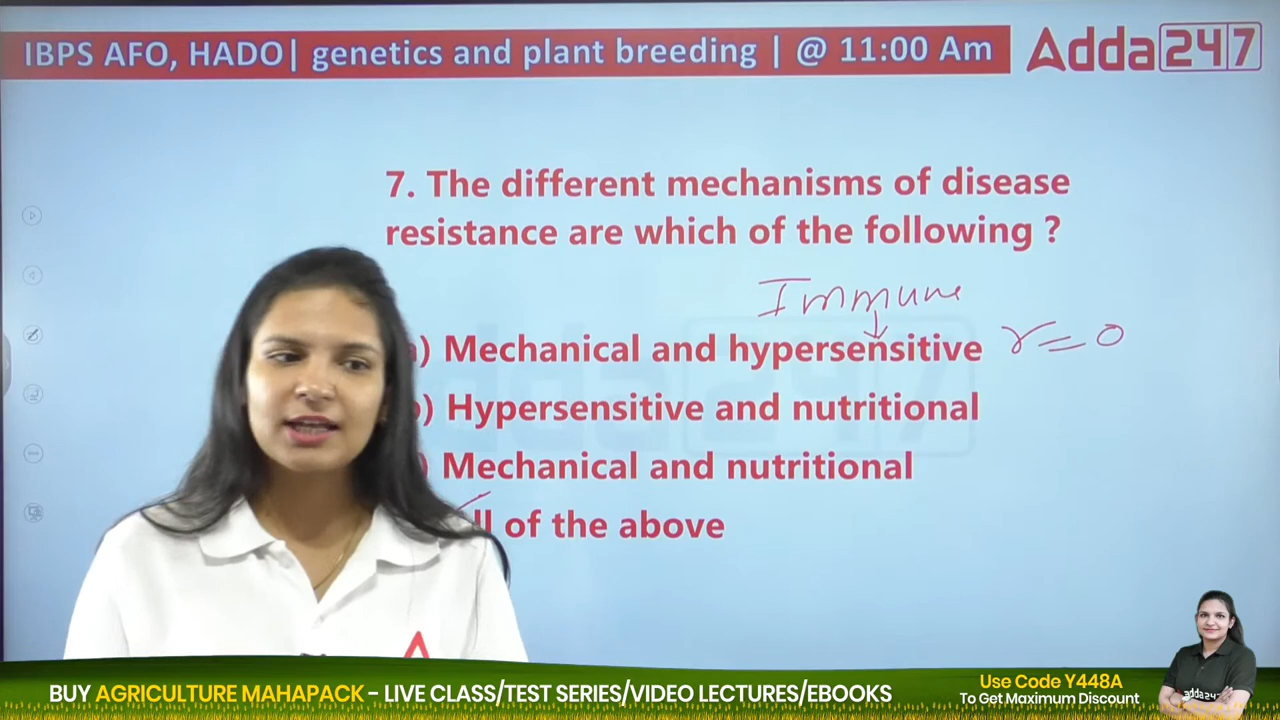 IBPS AFO, HADO| genetics and plant breeding | @ 11:00 Am
Adda247
7. The different mechanisms of disease
resistance are which of the following ?
Immune
) Mechanical and hypersensitive r=0
) Hypersensitive and nutritional
) Mechanical and nutritional
ll of the above
BUY AGRICULTURE MAHAPACK - LIVE CLASS/TEST SERIES/VIDEO LECTURES/EBOOKS
Use Code Y448A
To Get Maximum Discount
adda247